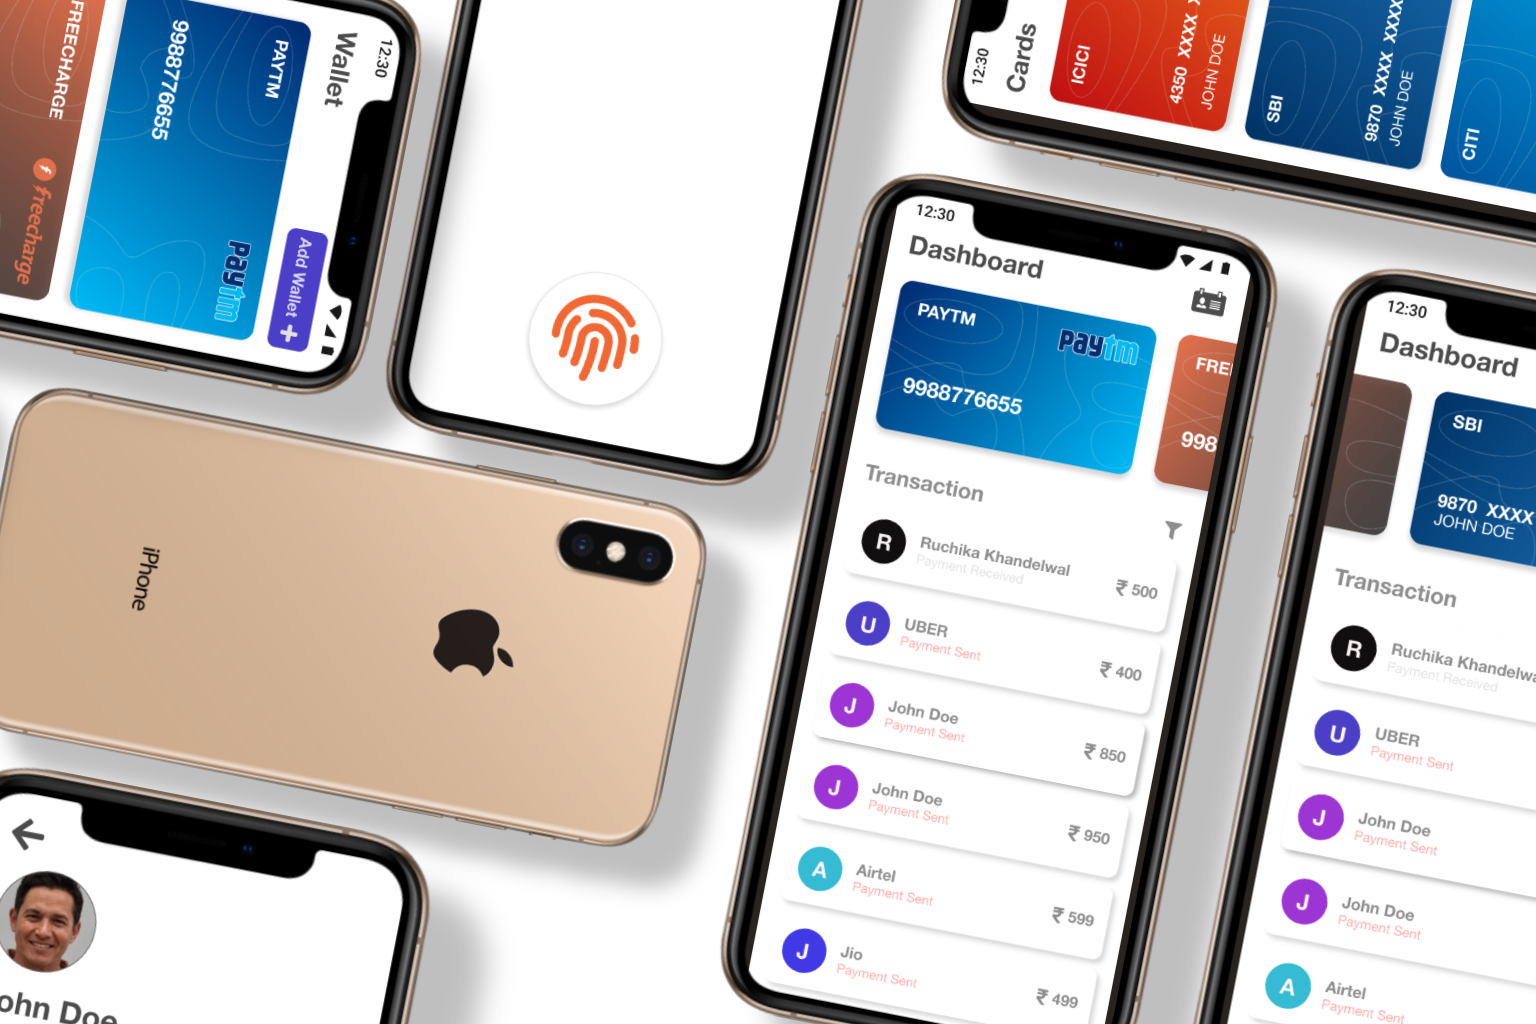 FREECHARGE
freecharge
PAYTM
9988776655
Paytm
Wallet
12:30
Add Wallet +
12:30
Cards
ICICI
4350 XXXX
JOHN DOE
SBI
9870 XXXX XXXX
JOHN DOE
CITI
iPhone
12:30
Dashboard
PAYTM
paytm
9988776655
FREE
998
Transaction
R
Ruchika Khandelwal
Payment Received
₹ 500
U
UBER
Payment Sent
₹ 400
J
John Doe
Payment Sent
₹ 850
J
John Doe
Payment Sent
₹ 950
A
Airtel
Payment Sent
₹ 599
J
Jio
Payment Sent
₹ 499
12:30
Dashboard
SBI
9870 XXXX
JOHN DOE
Transaction
R
Ruchika Khandelwa
Payment Received
U
UBER
Payment Sent
J
John Doe
Payment Sent
J
John Doe
Payment Sent
A
Airtel
Payment Sent
ohn Doe